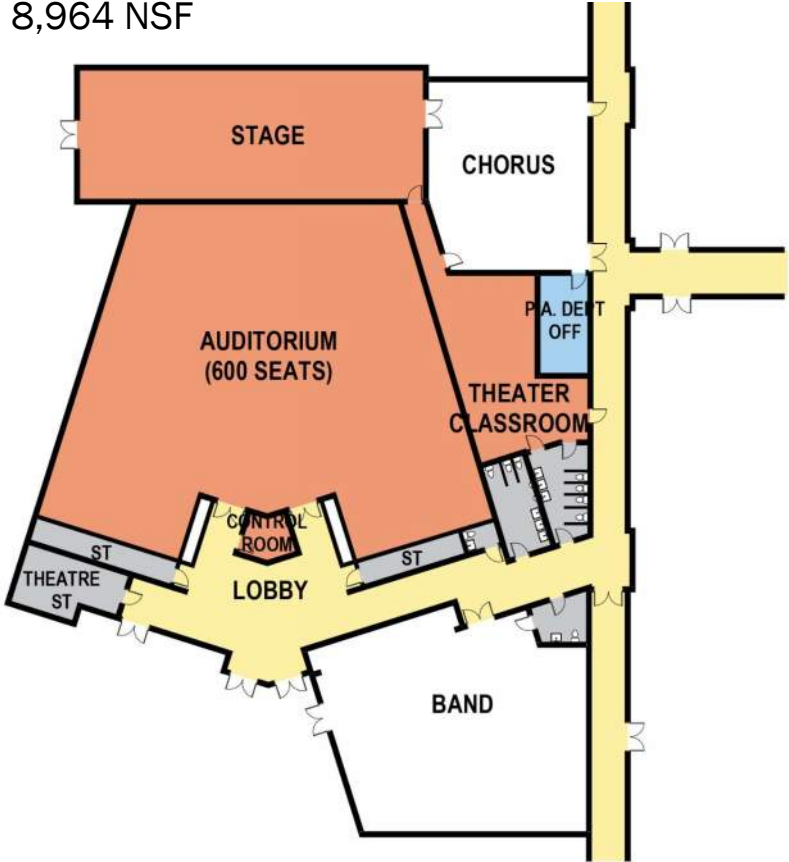 8,964 NSF
STAGE
CHORUS
P.A. DEPT
OFF
AUDITORIUM
(600 SEATS)
THEATER
CLASSROOM
CONTROL
ROOM
ST
ST
THEATRE
ST
LOBBY
BAND